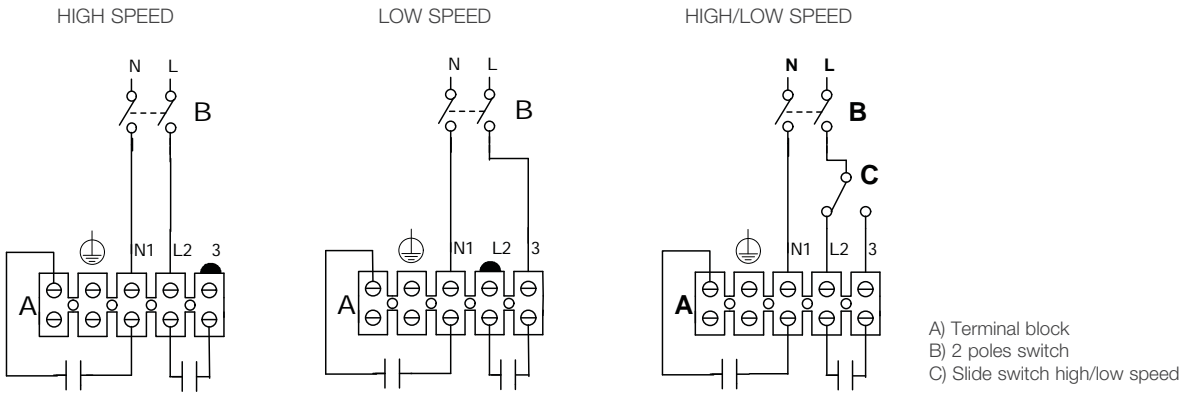 HIGH SPEED
LOW SPEED
HIGH/LOW SPEED
N L
B
N1 L2 3
A
N L
B
N1 L2 3
A
N L
B
C
N1 L2 3
A
A) Terminal block
B) 2 poles switch
C) Slide switch high/low speed